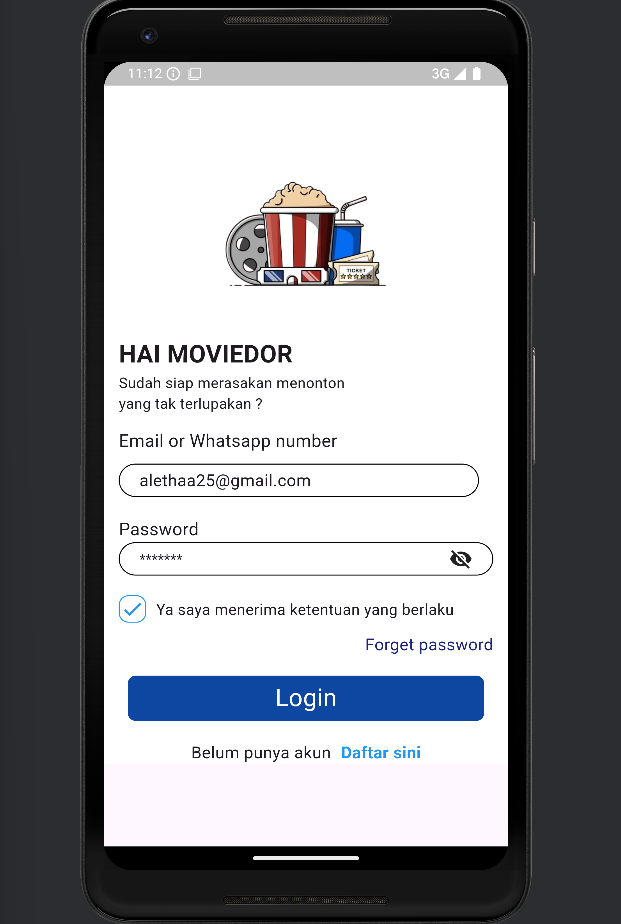 11:12
3G
TICKET
HAI MOVIEDOR
Sudah siap merasakan menonton
yang tak terlupakan ?
Email or Whatsapp number
alethaa25@gmail.com
Password
*******
Ya saya menerima ketentuan yang berlaku
Forget password
Login
Belum punya akun Daftar sini